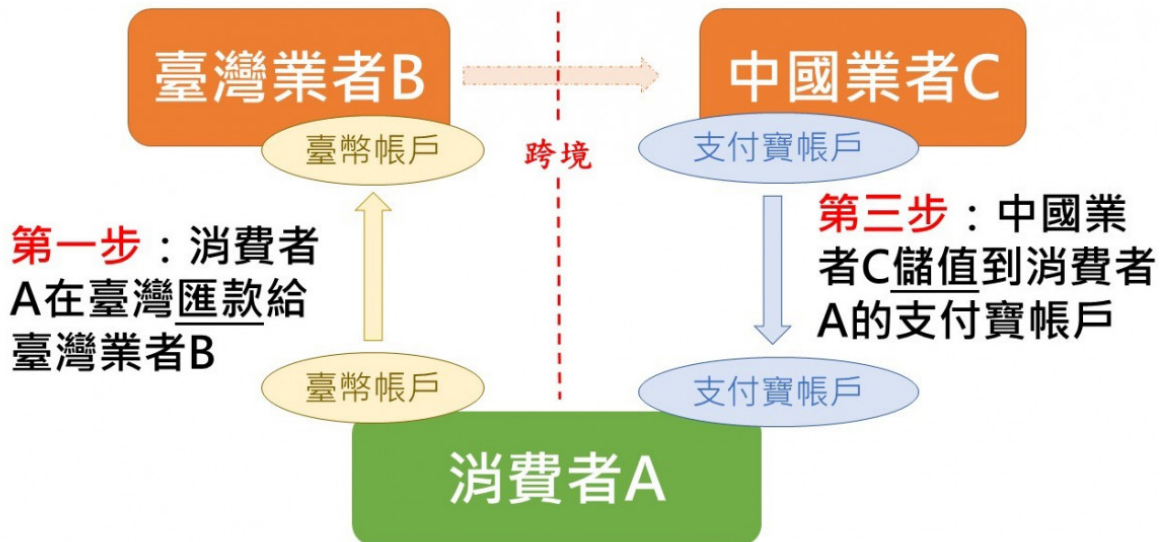 臺灣業者B
中國業者C
臺幣帳戶
跨境
支付寶帳戶
第一步：消費者
A在臺灣匯款給
臺灣業者B
第三步：中國業
者C儲值到消費者
A的支付寶帳戶
臺幣帳戶
支付寶帳戶
消費者A